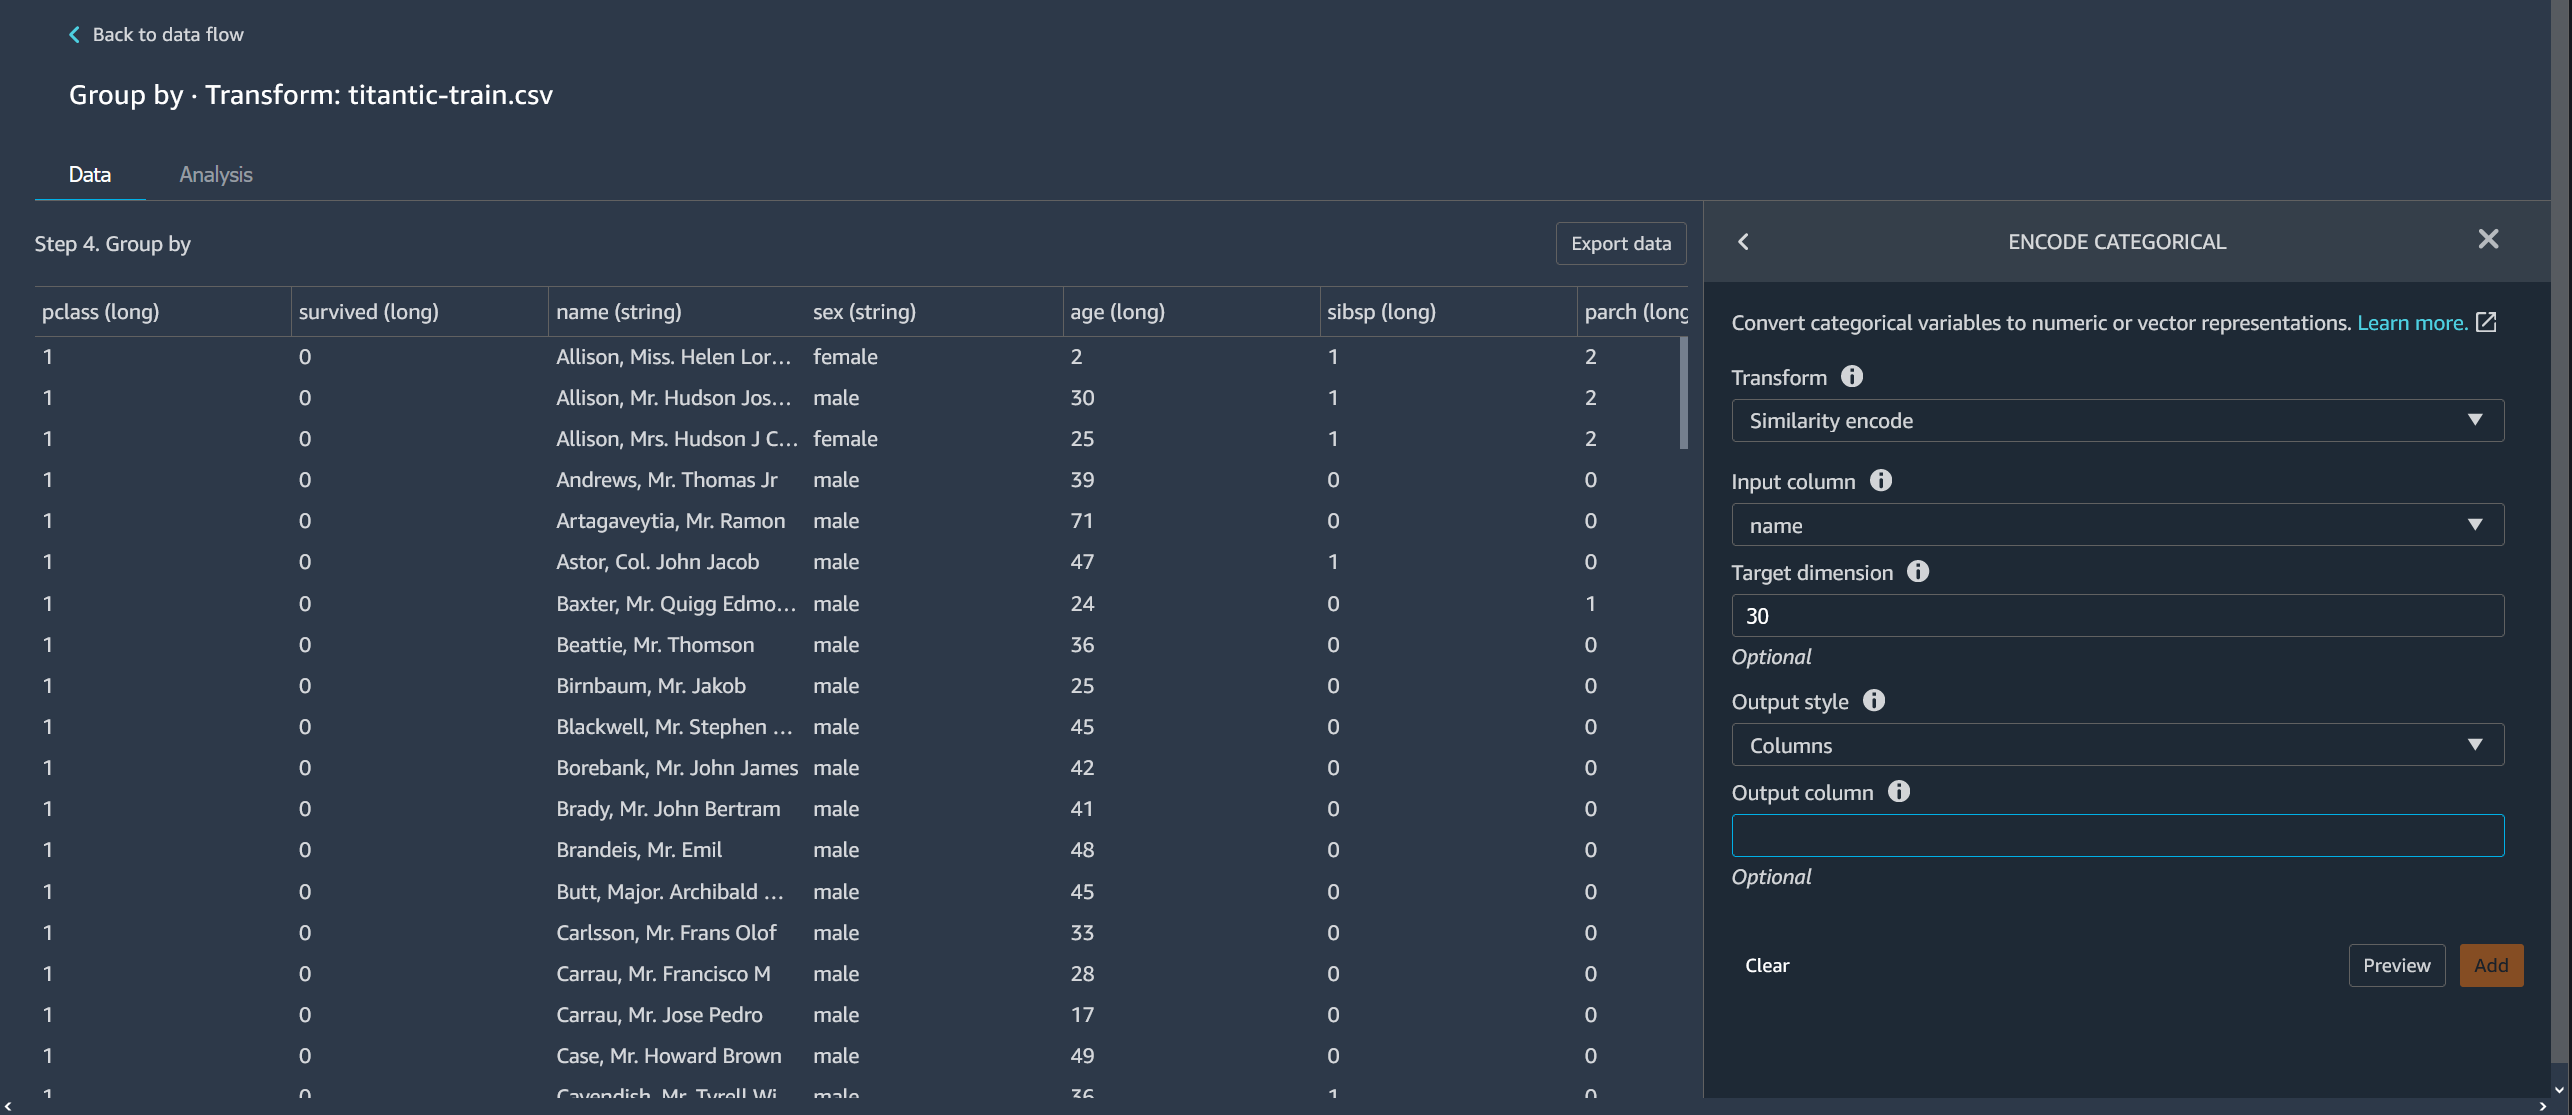 Back to data flow
Group by · Transform: titantic-train.csv
Data Analysis
Step 4. Group by Export data
pclass (long) survived (long) name (string) sex (string) age (long) sibsp (long) parch (long
1 0 Allison, Miss. Helen Lor... female 2 1 2
1 0 Allison, Mr. Hudson Jos... male 30 1 2
1 0 Allison, Mrs. Hudson J C... female 25 1 2
1 0 Andrews, Mr. Thomas Jr male 39 0 0
1 0 Artagaveytia, Mr. Ramon male 71 0 0
1 0 Astor, Col. John Jacob male 47 1 0
1 0 Baxter, Mr. Quigg Edmo... male 24 0 1
1 0 Beattie, Mr. Thomson male 36 0 0
1 0 Birnbaum, Mr. Jakob male 25 0 0
1 0 Blackwell, Mr. Stephen ... male 45 0 0
1 0 Borebank, Mr. John James male 42 0 0
1 0 Brady, Mr. John Bertram male 41 0 0
1 0 Brandeis, Mr. Emil male 48 0 0
1 0 Butt, Major. Archibald ... male 45 0 0
1 0 Carlsson, Mr. Frans Olof male 33 0 0
1 0 Carrau, Mr. Francisco M male 28 0 0
1 0 Carrau, Mr. Jose Pedro male 17 0 0
1 0 Case, Mr. Howard Brown male 49 0 0
1 0 Cavendish, Mr. Tyrell Wi... male 36 1 0
ENCODE CATEGORICAL
Convert categorical variables to numeric or vector representations. Learn more.
Transform
Similarity encode
Input column
name
Target dimension
30
Optional
Output style
Columns
Output column
Optional
Clear Preview Add